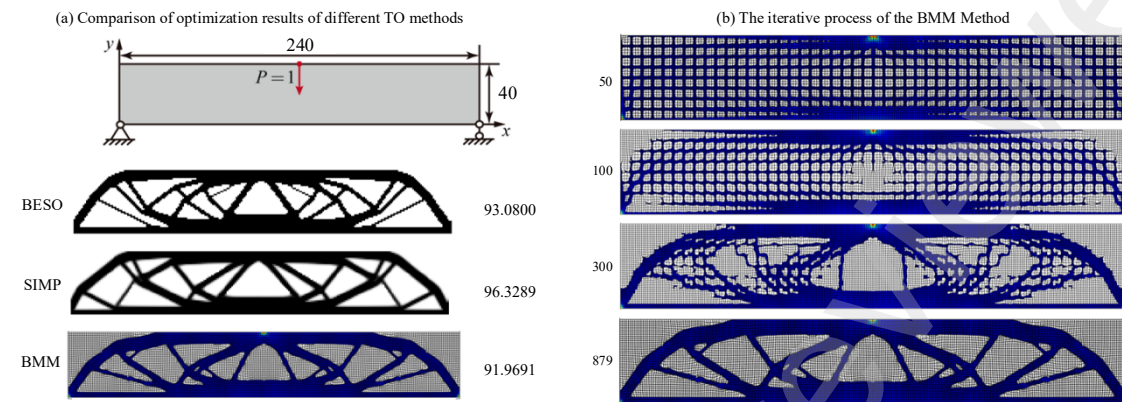 (a) Comparison of optimization results of different TO methods
y
240
P=1
40
x
BESO
93.0800
SIMP
96.3289
BMM
91.9691
(b) The iterative process of the BMM Method
50
100
300
879